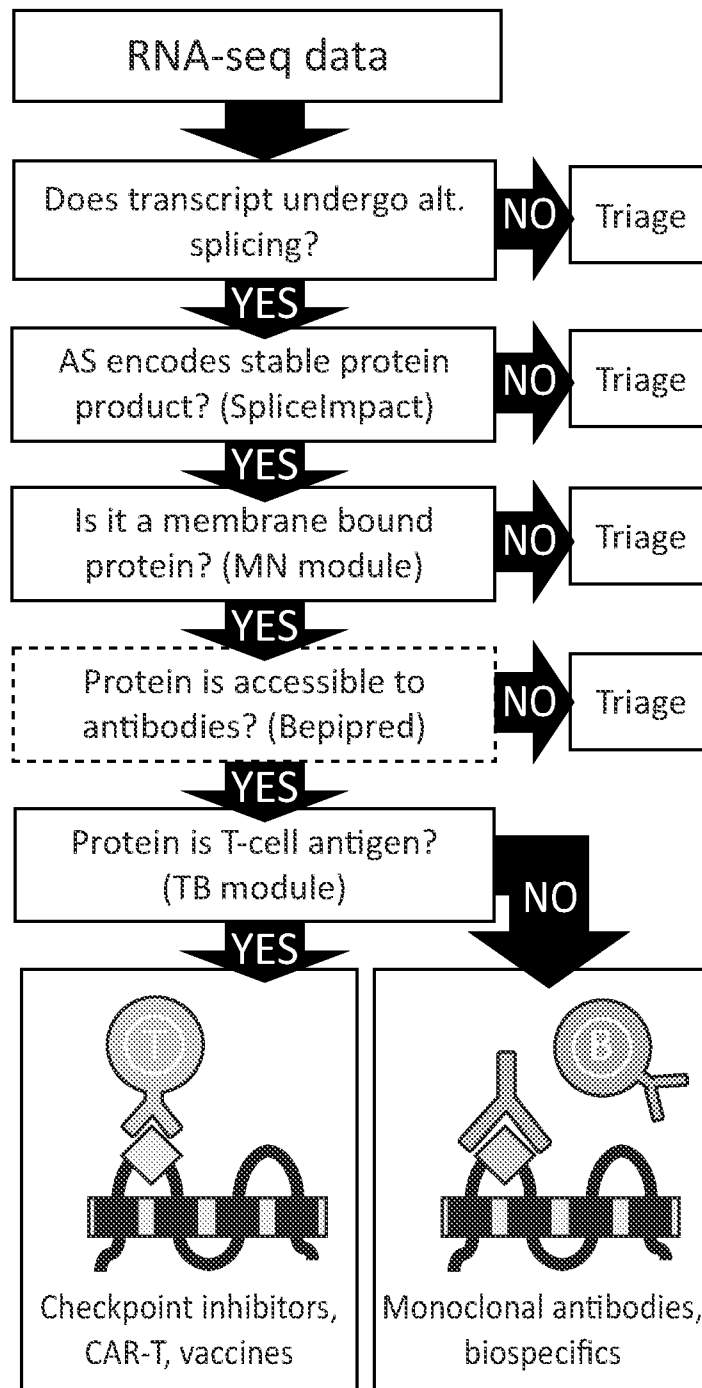 RNA-seq data
Does transcript undergo alt.
splicing?
NO
Triage
YES
AS encodes stable protein
product? (SpliceImpact)
NO
Triage
YES
Is it a membrane bound
protein? (MN module)
NO
Triage
YES
Protein is accessible to
antibodies? (Bepipred)
NO
Triage
YES
Protein is T-cell antigen?
(TB module)
NO
YES
T
B
Checkpoint inhibitors,
CAR-T, vaccines
Monoclonal antibodies,
biospecifics